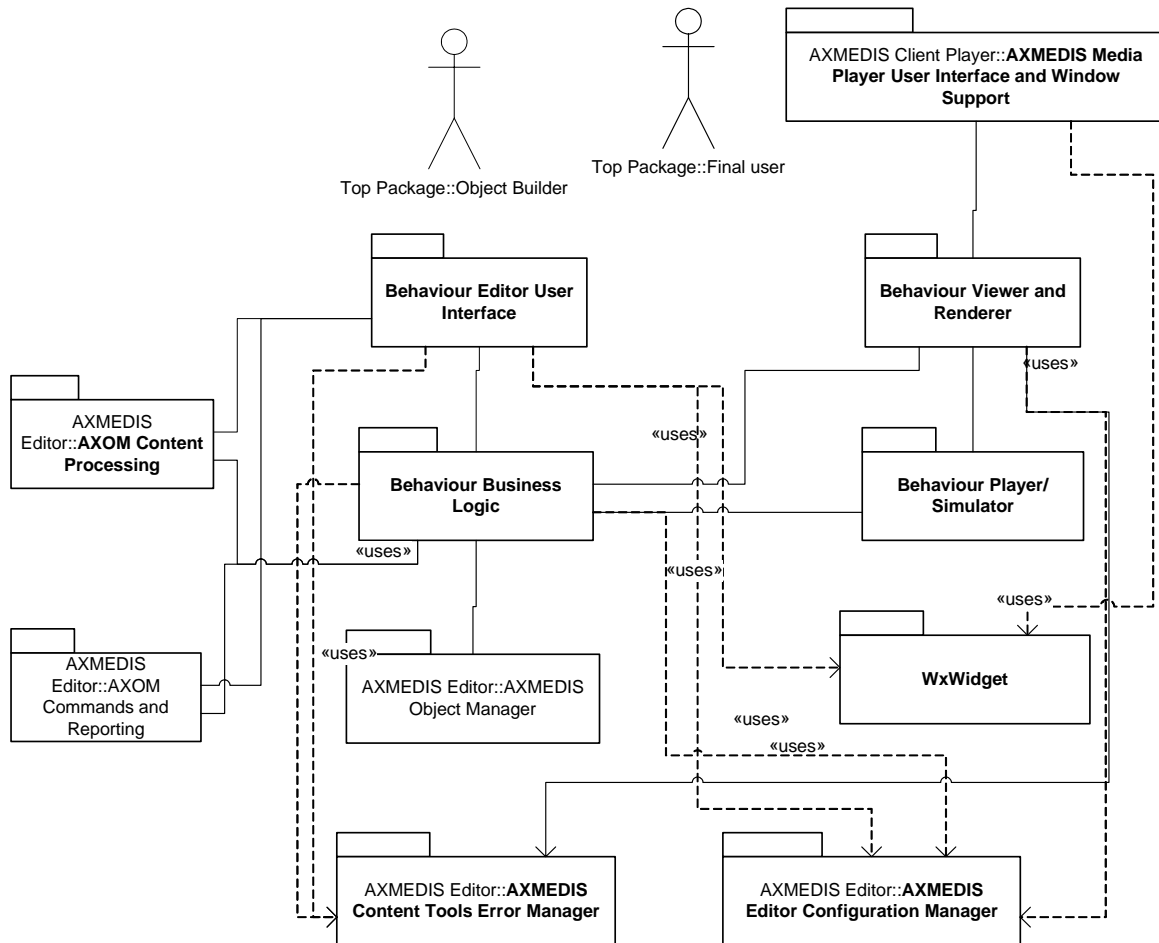 AXMEDIS Client Player::AXMEDIS Media
Player User Interface and Window
Support
Top Package::Final user
Top Package::Object Builder
Behaviour Editor User
Interface
Behaviour Viewer and
Renderer
«uses»
AXMEDIS
Editor::AXOM Content
Processing
«uses»
Behaviour Business
Logic
Behaviour Player/
Simulator
«uses»
«uses»
«uses»
AXMEDIS
Editor::AXOM
Commands and
Reporting
«uses»
AXMEDIS Editor::AXMEDIS
Object Manager
WxWidget
«uses»
«uses»
AXMEDIS Editor::AXMEDIS
Content Tools Error Manager
AXMEDIS Editor::AXMEDIS
Editor Configuration Manager